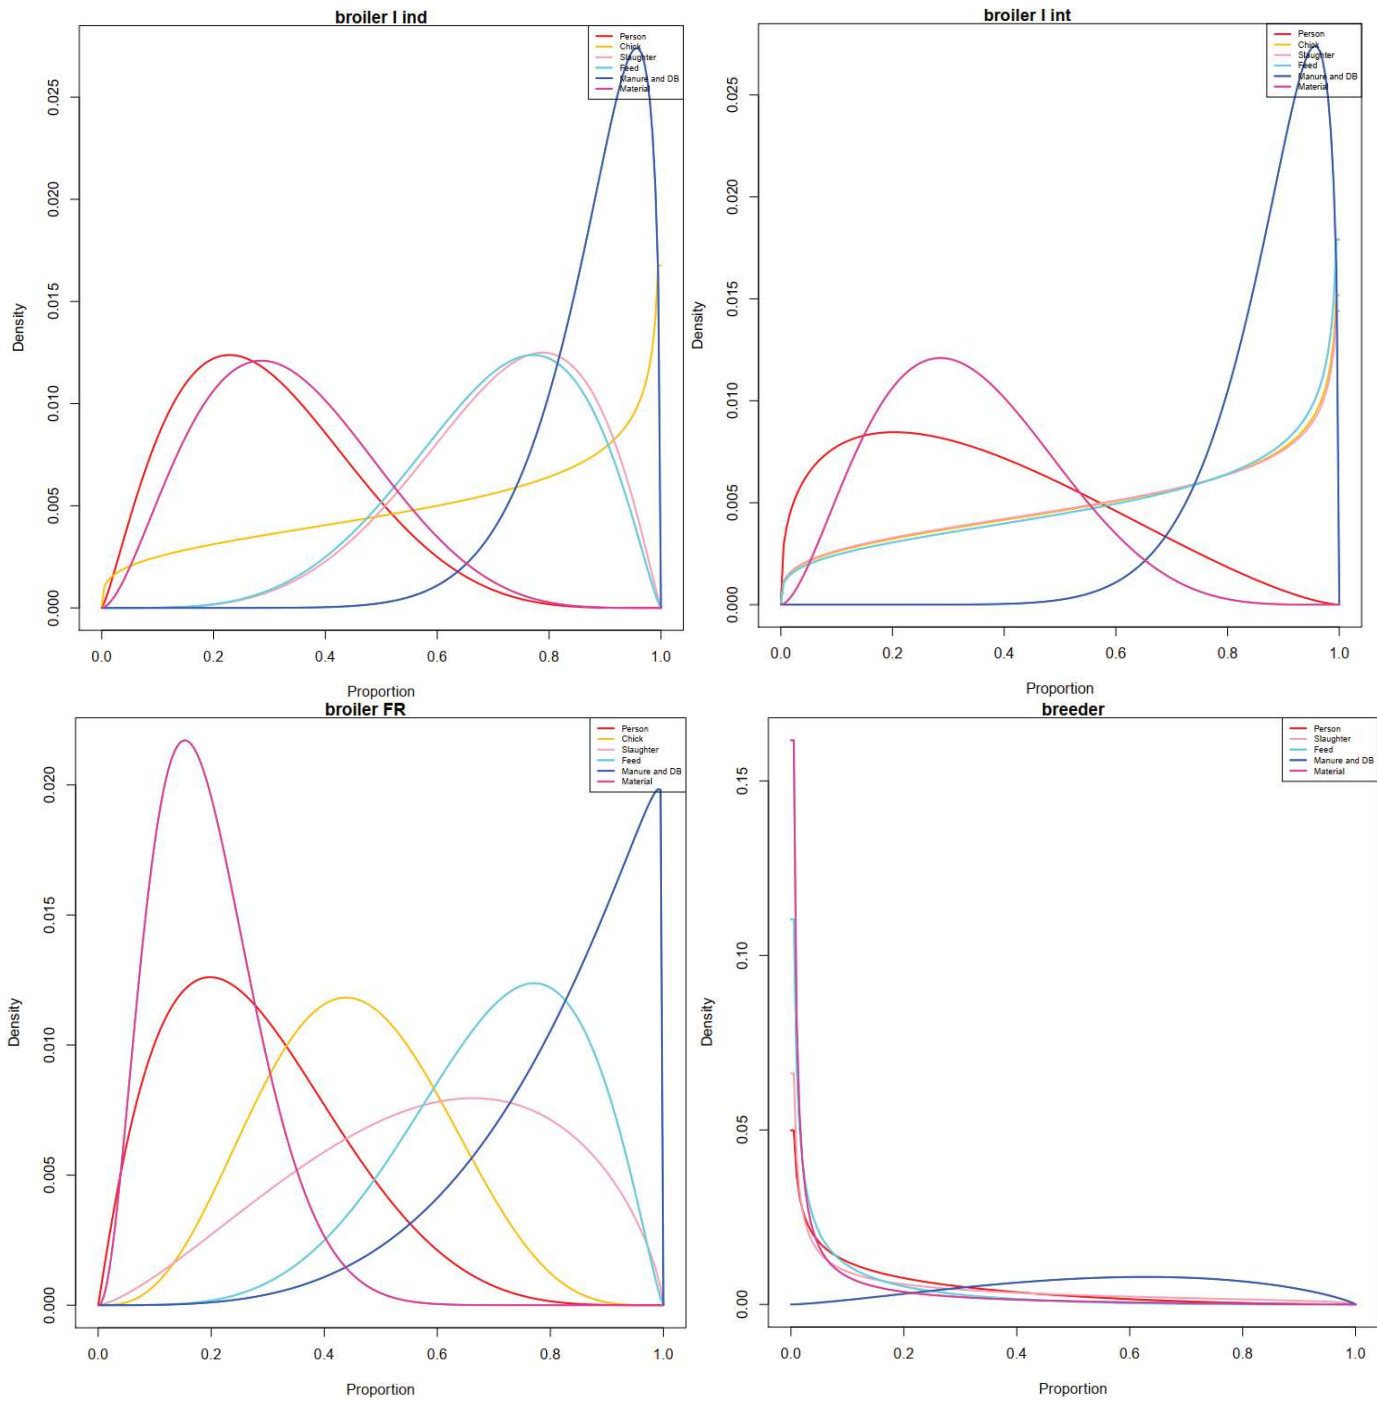 broiler I ind
Person
Chick
Slaughter
Feed
Manure and DB
Material
Density
0.025
0.020
0.015
0.010
0.005
0.000
0.0 0.2 0.4 0.6 0.8 1.0
Proportion
broiler I int
Person
Chick
Slaughter
Feed
Manure and DB
Material
Density
0.025
0.020
0.015
0.010
0.005
0.000
0.0 0.2 0.4 0.6 0.8 1.0
Proportion
broiler FR
Person
Chick
Slaughter
Feed
Manure and DB
Material
Density
0.020
0.015
0.010
0.005
0.000
0.0 0.2 0.4 0.6 0.8 1.0
Proportion
breeder
Person
Slaughter
Feed
Manure and DB
Material
Density
0.15
0.10
0.05
0.00
0.0 0.2 0.4 0.6 0.8 1.0
Proportion